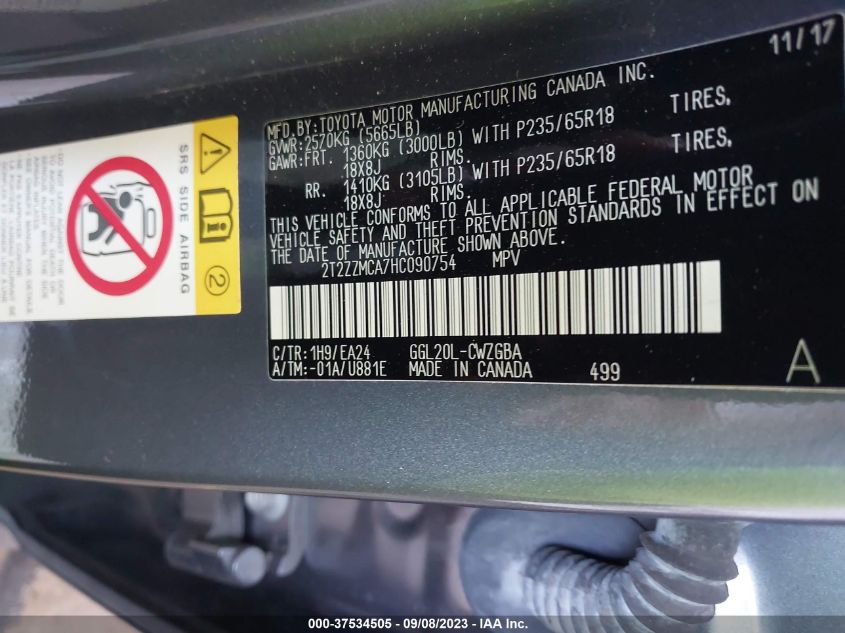 11/17
MFD.BY:TOYOTA MOTOR MANUFACTURING CANADA INC.
GVWR:2570KG (5665LB)
GAWR:FRT. 1360KG (3000LB) WITH P235/65R18 TIRES,
18X8J RIMS.
RR. 1410KG (3105LB) WITH P235/65R18 TIRES,
18X8J RIMS.
THIS VEHICLE CONFORMS TO ALL APPLICABLE FEDERAL MOTOR
VEHICLE SAFETY AND THEFT PREVENTION STANDARDS IN EFFECT ON
THE DATE OF MANUFACTURE SHOWN ABOVE.
2T2ZZMCA7HC090754 MPV
C/TR:1H9/EA24 GGL20L-CWZGBA
A/TM:-01A/U881E MADE IN CANADA 499 A
SRS SIDE AIRBAG
2
000-37534505 - 09/08/2023 - IAA Inc.